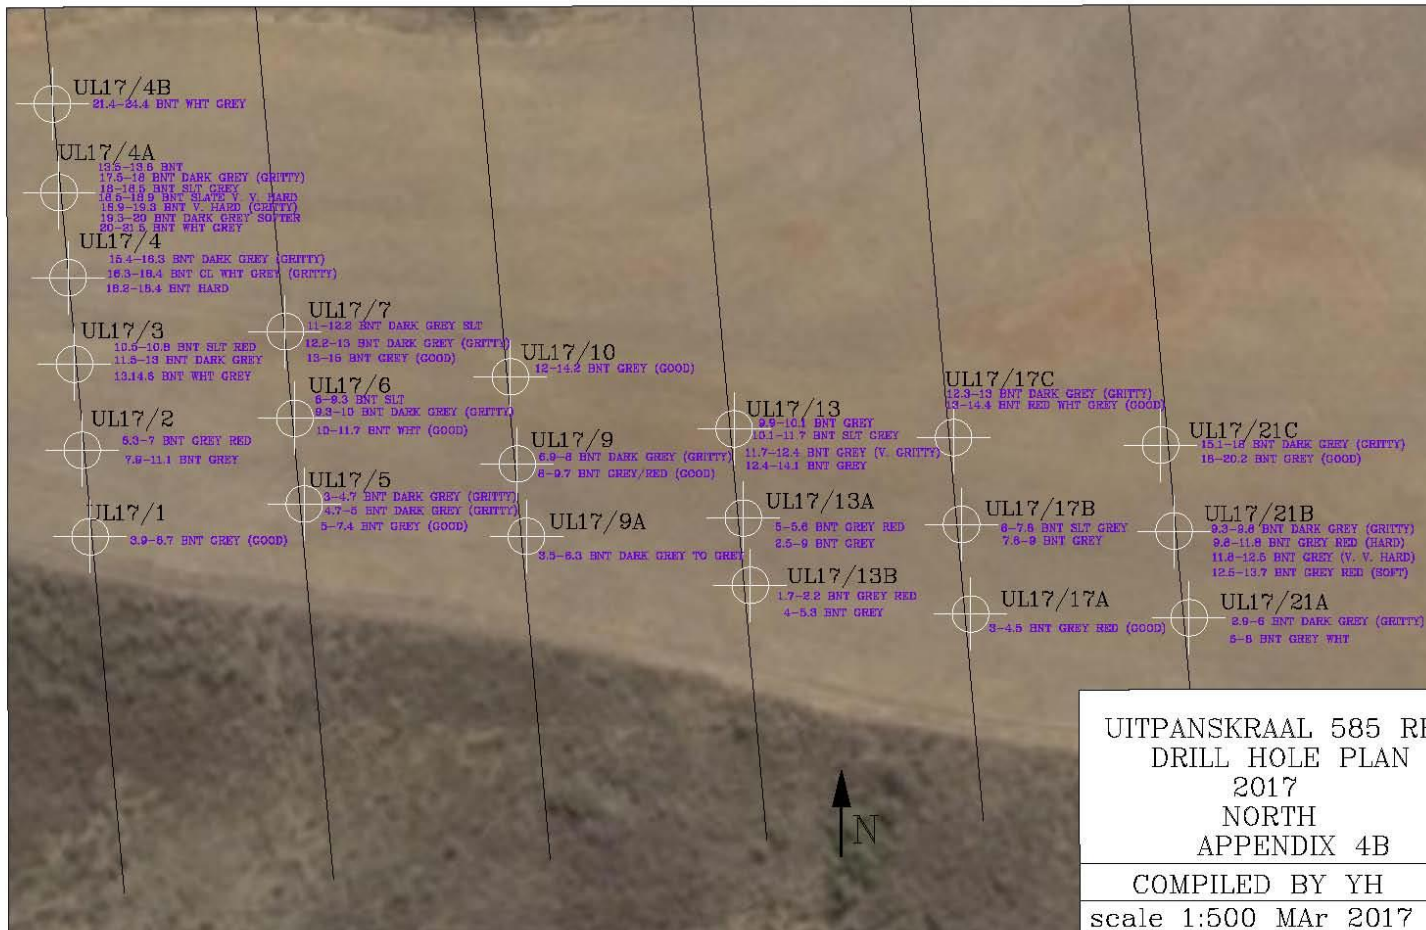 UL17/4B
21.4-24.4 BNT WHT GREY
UL17/4A
13.5-13.6 BNT
17.5-18 BNT DARK GREY (GRITTY)
18-18.5 BNT SLT GREY
18.5-18.9 BNT SLATE V. V. HARD
18.9-19.3 BNT V. HARD (GRITTY)
19.3-20 BNT DARK GREY SOFTER
20-21.5 BNT WHT GREY
UL17/4
15.4-16.3 BNT DARK GREY (GRITTY)
16.3-18.4 BNT CL WHT GREY (GRITTY)
18.2-18.4 BNT HARD
UL17/3
10.5-10.8 BNT SLT RED
11.5-13 BNT DARK GREY
13.14.6 BNT WHT GREY
UL17/2
6.3-7 BNT GREY RED
7.9-11.1 BNT GREY
UL17/1
3.9-6.7 BNT GREY (GOOD)
UL17/7
11-12.2 BNT DARK GREY SLT
12.2-13 BNT DARK GREY (GRITTY)
13-15 BNT GREY (GOOD)
UL17/6
BNT SLT
9.3-10 BNT DARK GREY (GRITTY)
10-11.7 BNT WHT (GOOD)
UL17/5
3-4.7 BNT DARK GREY (GRITTY)
4.7-5 BNT DARK GREY (GRITTY)
5-7.4 BNT GREY (GOOD)
UL17/10
12-14.2 BNT GREY (GOOD)
UL17/9
6.9-8 BNT DARK GREY (GRITTY)
8-9.7 BNT GREY/RED (GOOD)
UL17/9A
3.5-6.3 BNT DARK GREY TO GREY
UL17/13
9.9-10.1 BNT GREY
10.1-11.7 BNT SLT GREY
11.7-12.4 BNT GREY (V. GRITTY)
12.4-14.1 BNT GREY
UL17/13A
5-5.6 BNT GREY RED
2.5-9 BNT GREY
UL17/13B
1.7-2.2 BNT GREY RED
4-5.3 BNT GREY
UL17/17C
12.3-13 BNT DARK GREY (GRITTY)
13-14.4 BNT RED WHT GREY (GOOD)
UL17/17B
6-7.6 BNT SLT GREY
7.6-9 BNT GREY
UL17/17A
3-4.5 BNT GREY RED (GOOD)
UL17/21C
15.1-18 BNT DARK GREY (GRITTY)
18-20.2 BNT GREY (GOOD)
UL17/21B
9.3-9.8 BNT DARK GREY (GRITTY)
9.8-11.8 BNT GREY RED (HARD)
11.8-12.5 BNT GREY (V. V. HARD)
12.5-13.7 BNT GREY RED (SOFT)
UL17/21A
BNT DARK GREY (GRITTY)
BNT GREY WHT
N
UITPANSKRAAL 585 RE
DRILL HOLE PLAN
2017
NORTH
APPENDIX 4B
COMPILED BY YH
scale 1:500 MAr 2017